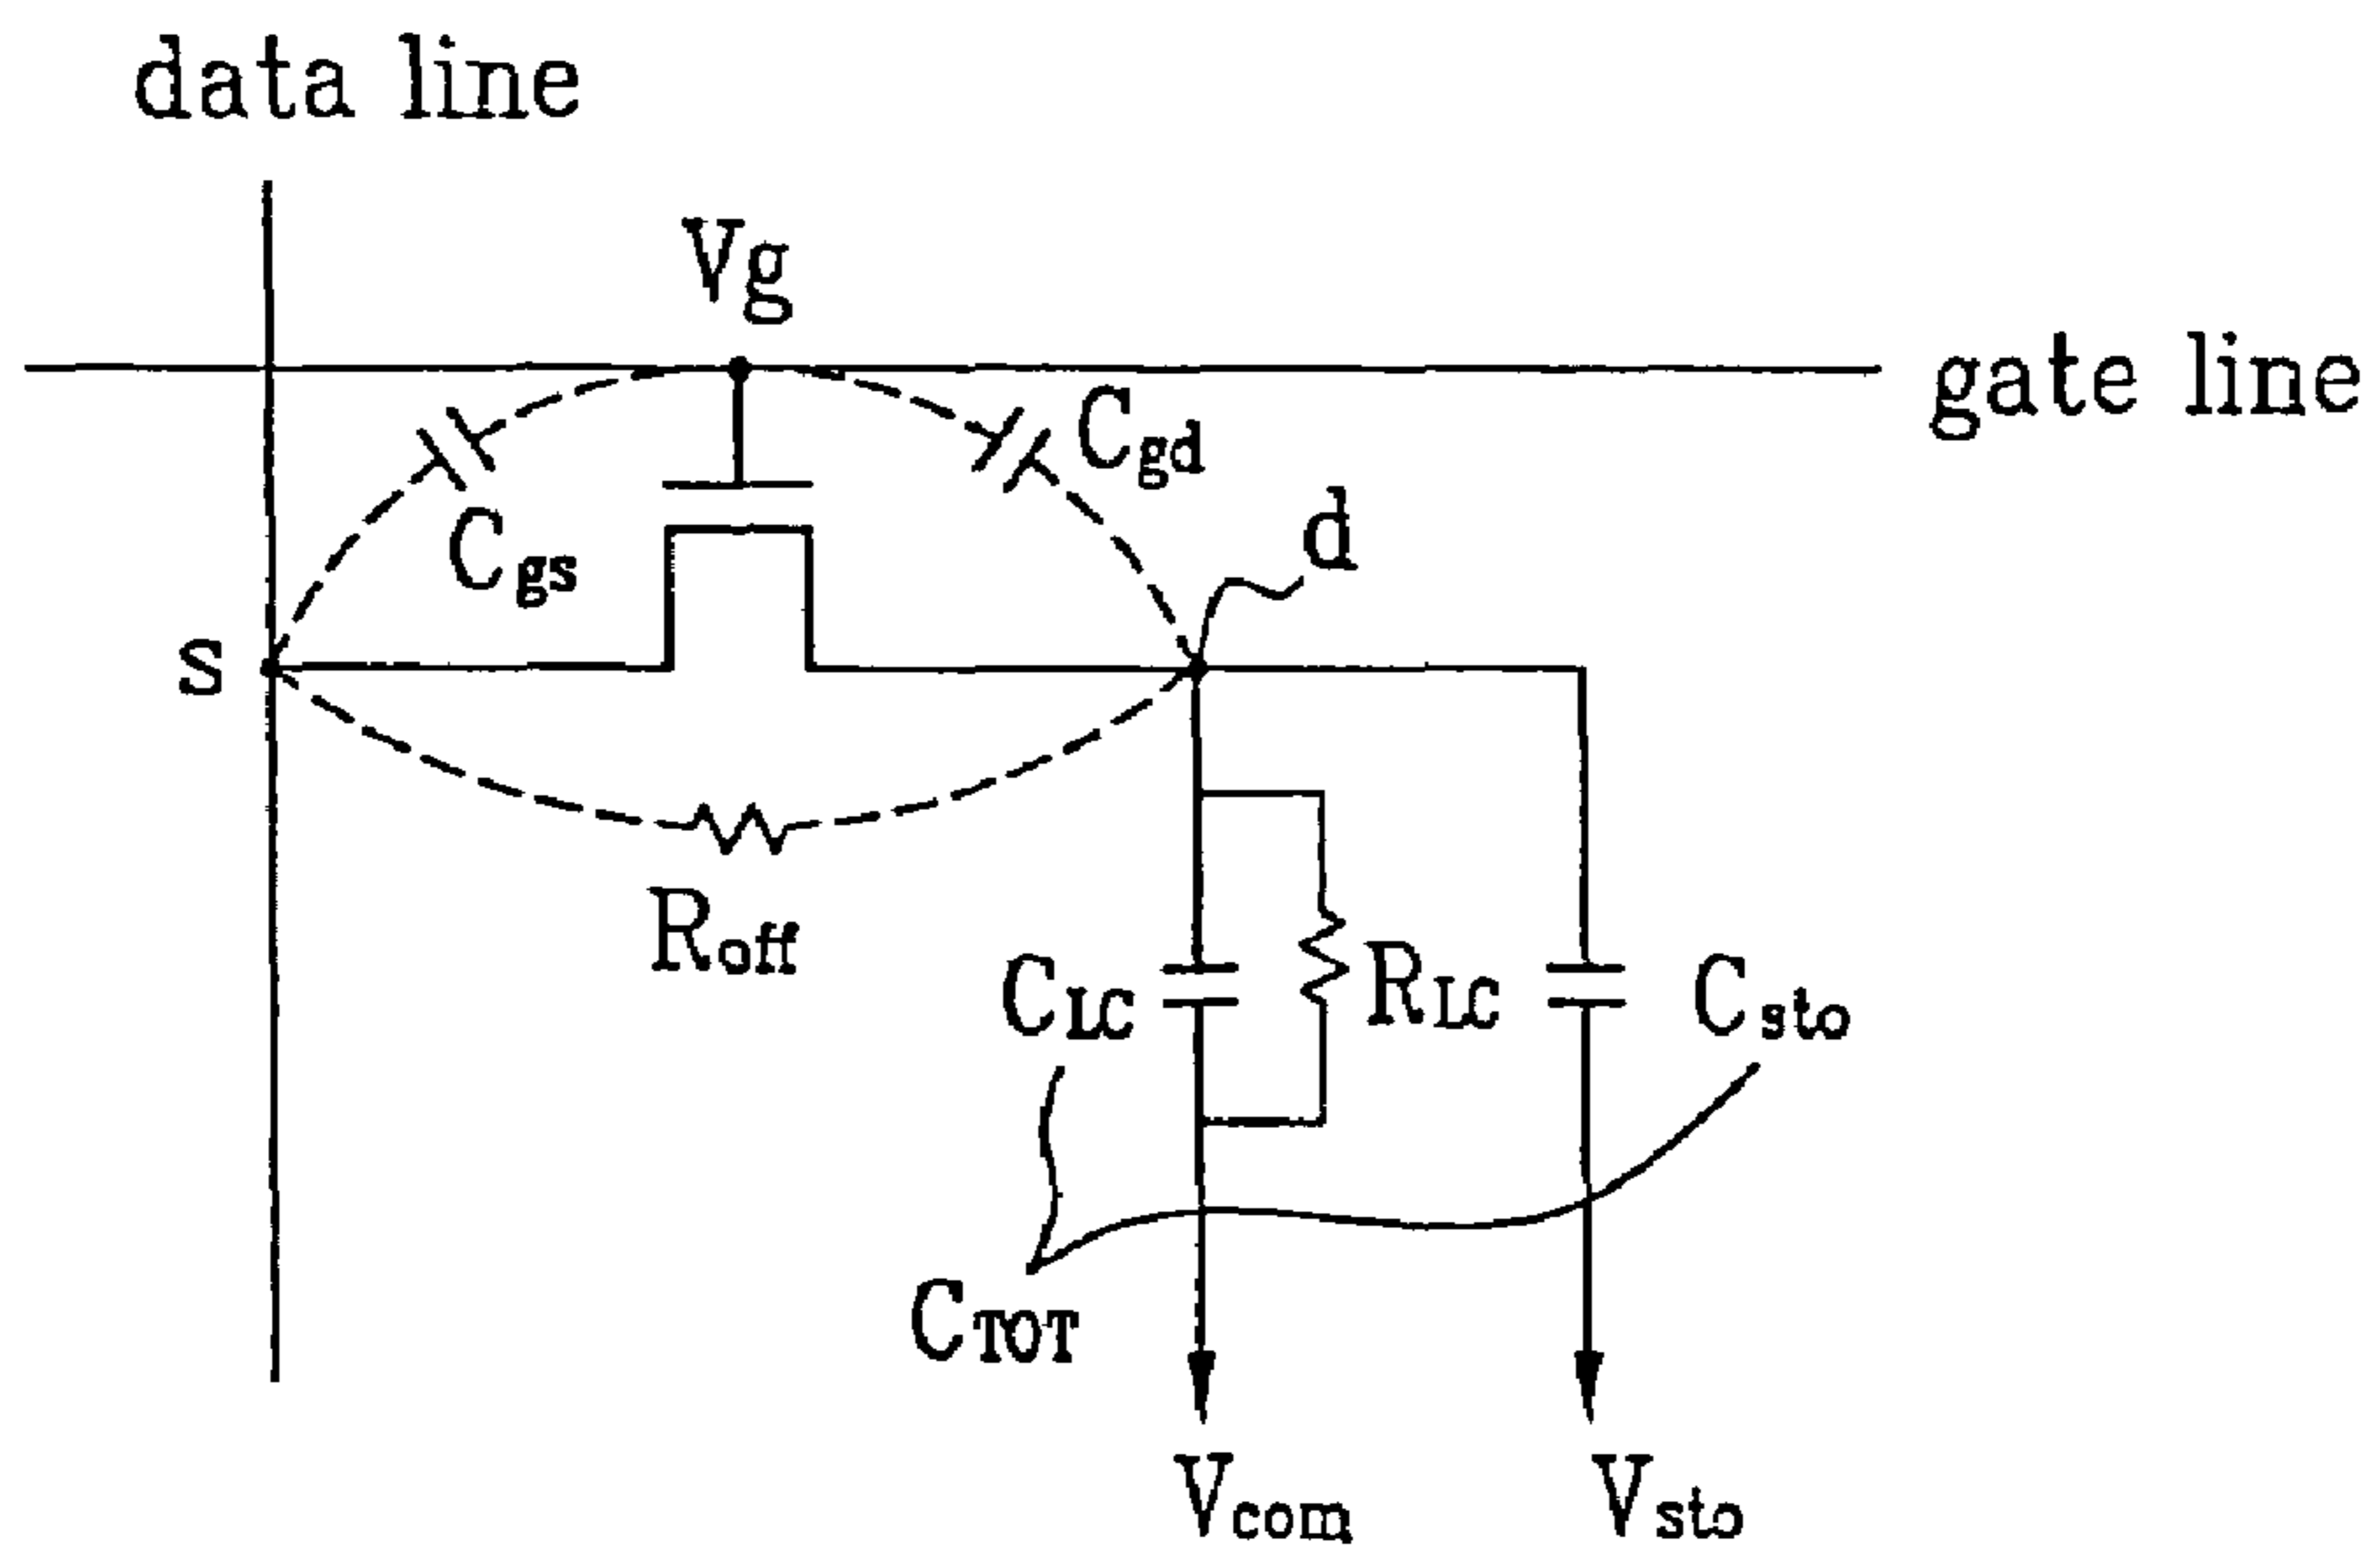 data line
Vg
gate line
Cgd
d
Cgs
s
Roff
CLC
RLC
Csto
CTOT
Vcom
Vsto